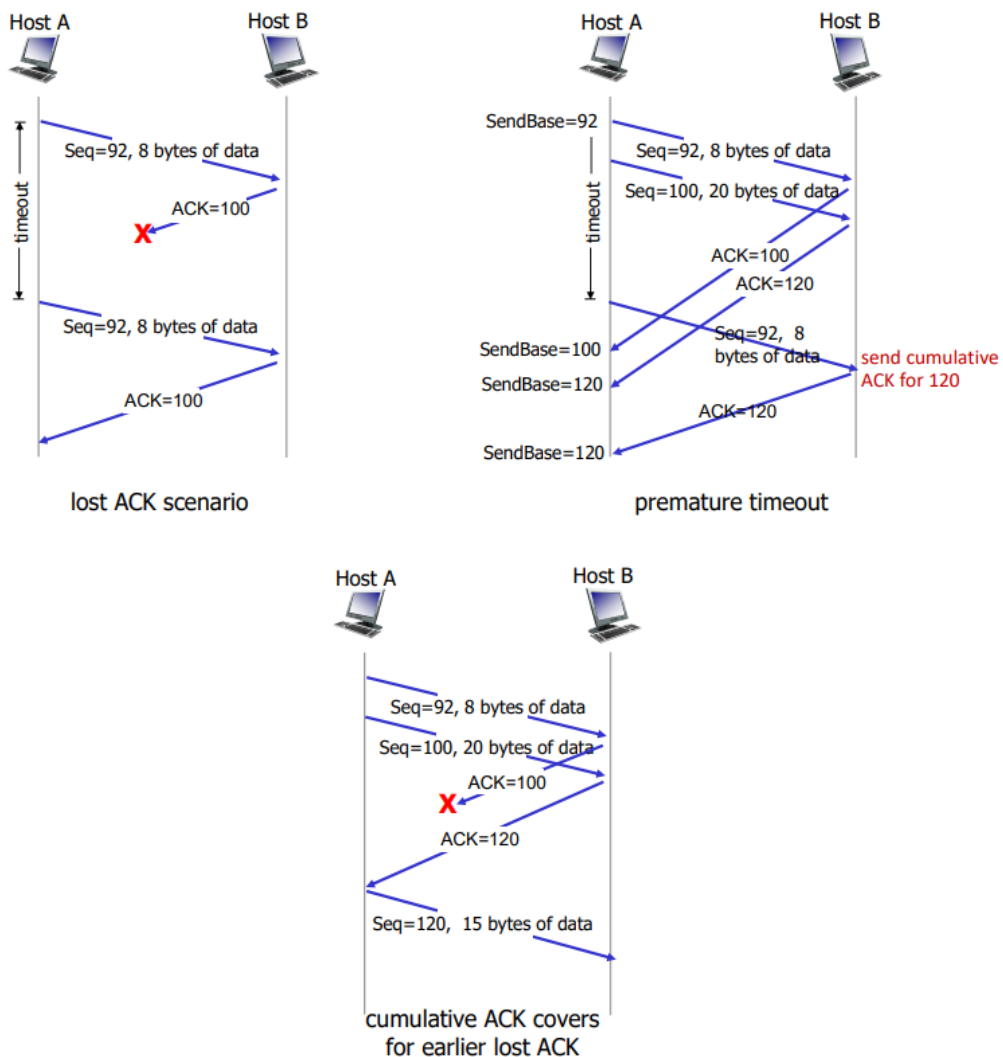 Host A
Host B
Seq=92, 8 bytes of data
ACK=100
X
timeout
Seq=92, 8 bytes of data
ACK=100
lost ACK scenario
Host A
Host B
SendBase=92
Seq=92, 8 bytes of data
Seq=100, 20 bytes of data
timeout
ACK=100
ACK=120
Seq=92, 8
bytes of data
SendBase=100
SendBase=120
send cumulative
ACK for 120
ACK=120
SendBase=120
premature timeout
Host A
Host B
Seq=92, 8 bytes of data
Seq=100, 20 bytes of data
ACK=100
X
ACK=120
Seq=120, 15 bytes of data
cumulative ACK covers
for earlier lost ACK